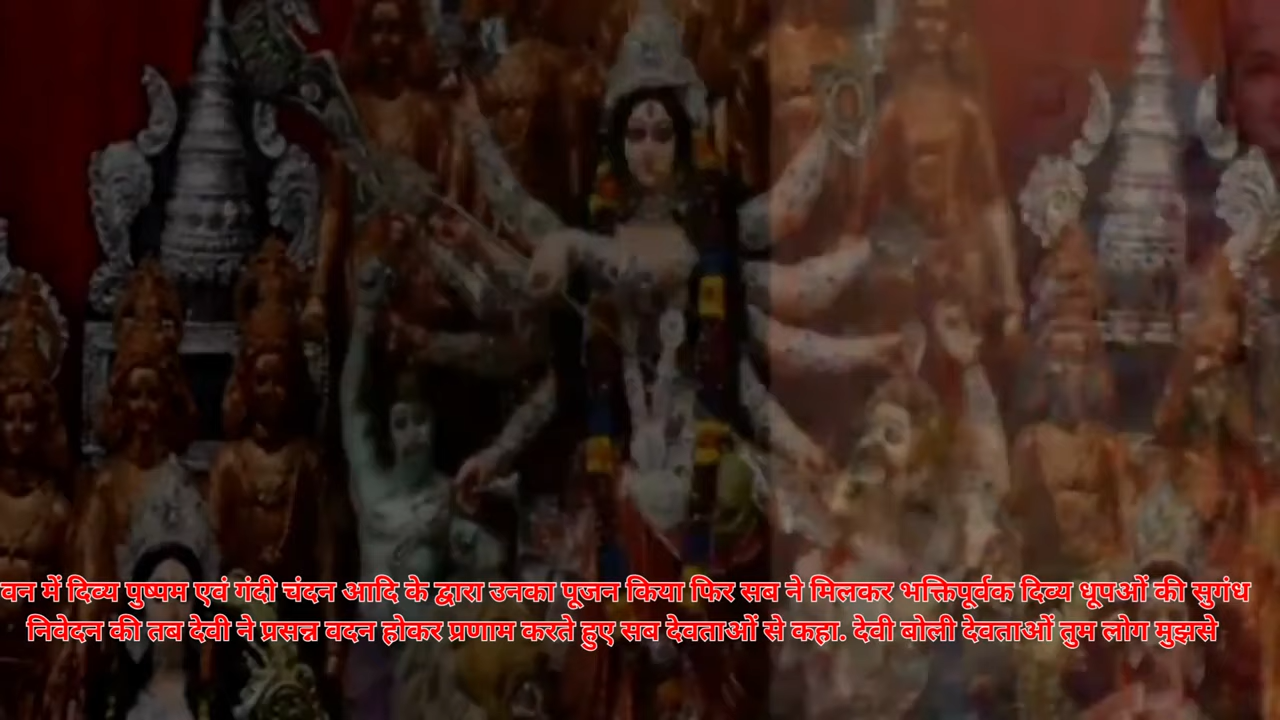 वन में दिव्य पुष्पम एवं गंदी चंदन आदि के द्वारा उनका पूजन किया फिर सब ने मिलकर भक्तिपूर्वक दिव्य धूपओं की सुगंध
निवेदन की तब देवी ने प्रसन्न वदन होकर प्रणाम करते हुए सब देवताओं से कहा. देवी बोली देवताओं तुम लोग मुझसे